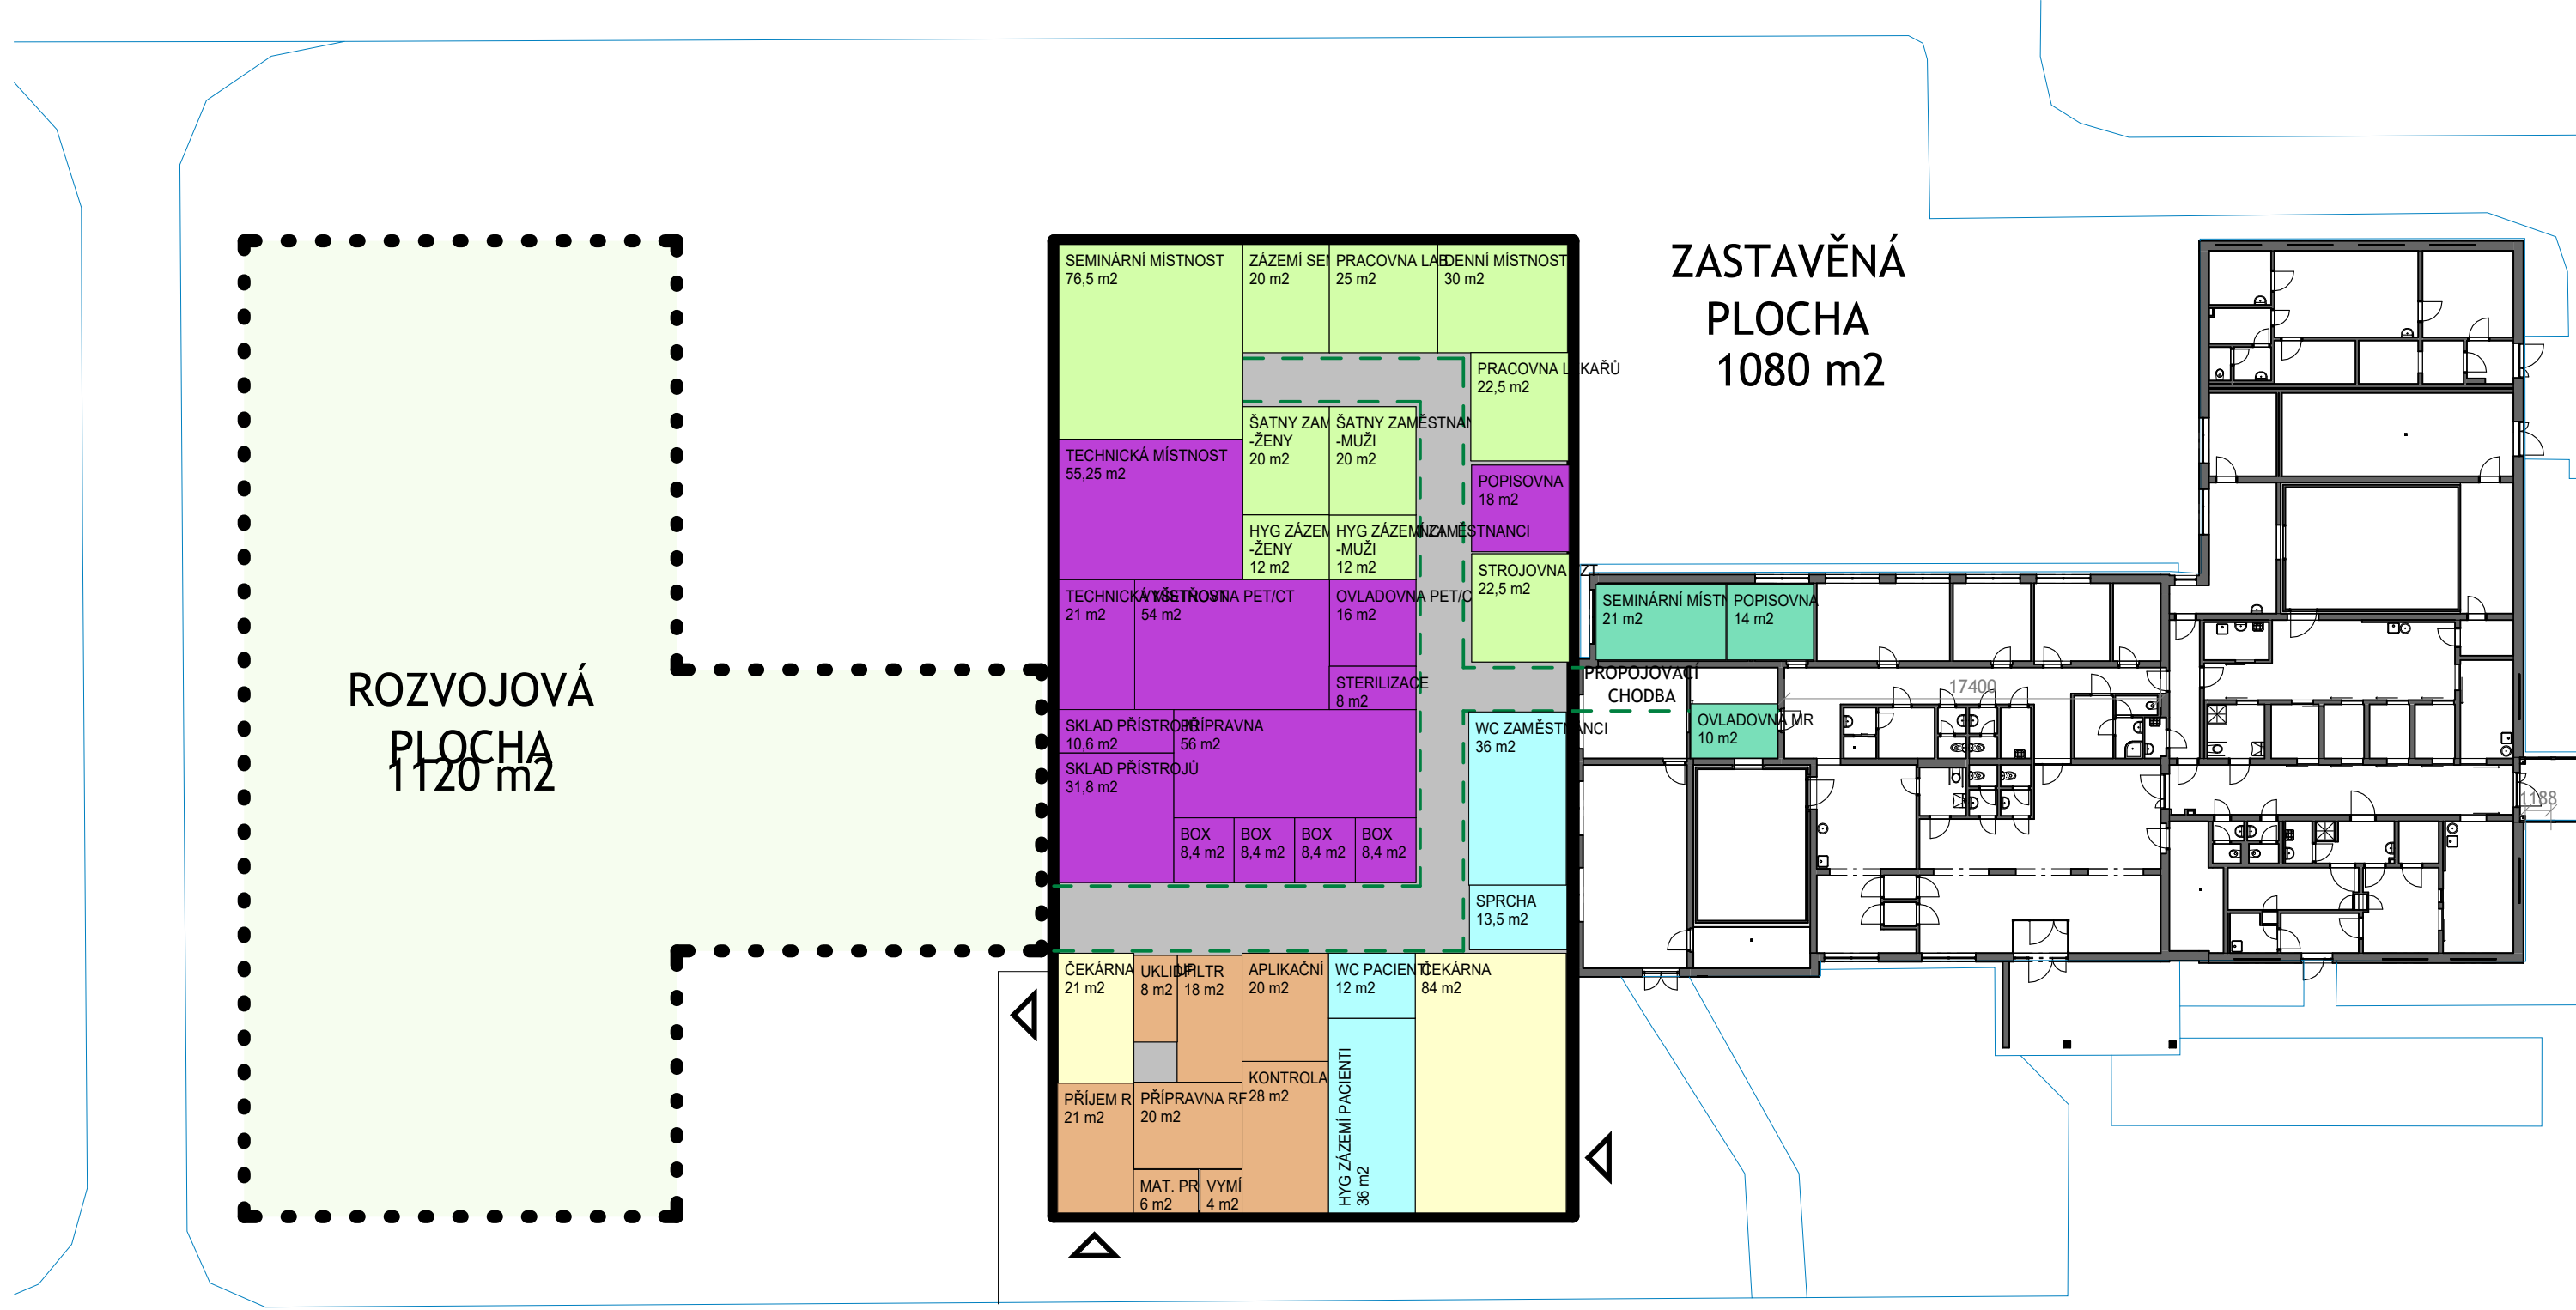 ZASTAVĚNÁ
PLOCHA
1080 m2
ROZVOJOVÁ
PLOCHA
1120 m2
SEMINÁRNÍ MÍSTNOST
76,5 m2
ZÁZEMÍ
20 m2
PRACOVNA
25 m2
DENNÍ MÍSTNOST
30 m2
PRACOVNA LÉKAŘŮ
22,5 m2
ŠATNY ZAM
-ŽENY
20 m2
ŠATNY ZAMĚSTNAN
-MUŽI
20 m2
TECHNICKÁ MÍSTNOST
55,25 m2
POPISOVNA
18 m2
HYG ZÁZEM
-ŽENY
12 m2
HYG ZÁZEMÍ ZAMĚSTNANCI
-MUŽI
12 m2
STROJOVNA ZT
22,5 m2
TECHNICKÁ MÍSTNOST
21 m2
VYŠETŘOVNA PET/CT
54 m2
OVLADOVNA PET/C
16 m2
STERILIZACE
8 m2
SEMINÁRNÍ MÍSTN
21 m2
POPISOVNA
14 m2
PROPOJOVACÍ
CHODBA
17400
OVLADOVNA MR
10 m2
SKLAD PŘÍSTROJŮ
10,6 m2
PŘÍPRAVNA
56 m2
WC ZAMĚSTNANCI
36 m2
SKLAD PŘÍSTROJŮ
31,8 m2
1188
BOX
8,4 m2
BOX
8,4 m2
BOX
8,4 m2
BOX
8,4 m2
SPRCHA
13,5 m2
ČEKÁRNA
21 m2
UKLID
8 m2
FILTR
18 m2
APLIKAČNÍ
20 m2
WC PACIENTI
12 m2
ČEKÁRNA
84 m2
PŘÍJEM R
21 m2
PŘÍPRAVNA RF
20 m2
KONTROLA
28 m2
HYG ZÁZEMÍ PACIENTI
36 m2
MAT. PR
6 m2
VYMÍ
4 m2